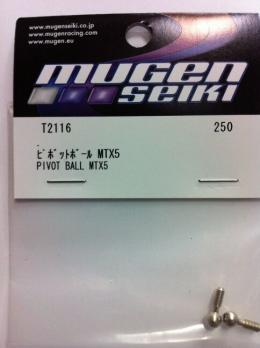 www.mugenseiki.co.jp
www.mugenracing.com
www.mugen.eu
MUGEN
SEIKI
T2116 250
ﾋﾟﾎﾞｯﾄﾎﾞｰﾙ MTX5
PIVOT BALL MTX5